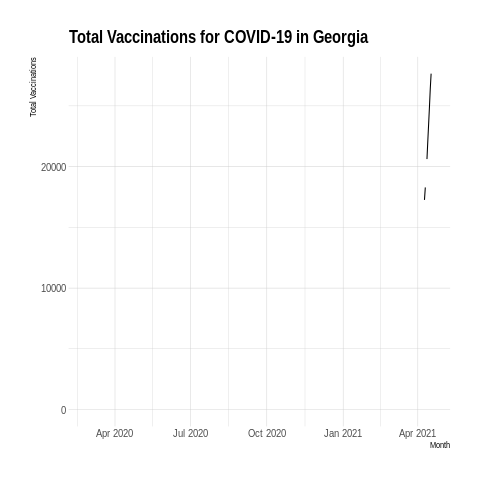 Total Vaccinations for COVID-19 in Georgia
Total Vaccinations
20000
10000
0
Apr 2020 Jul 2020 Oct 2020 Jan 2021 Apr 2021
Month